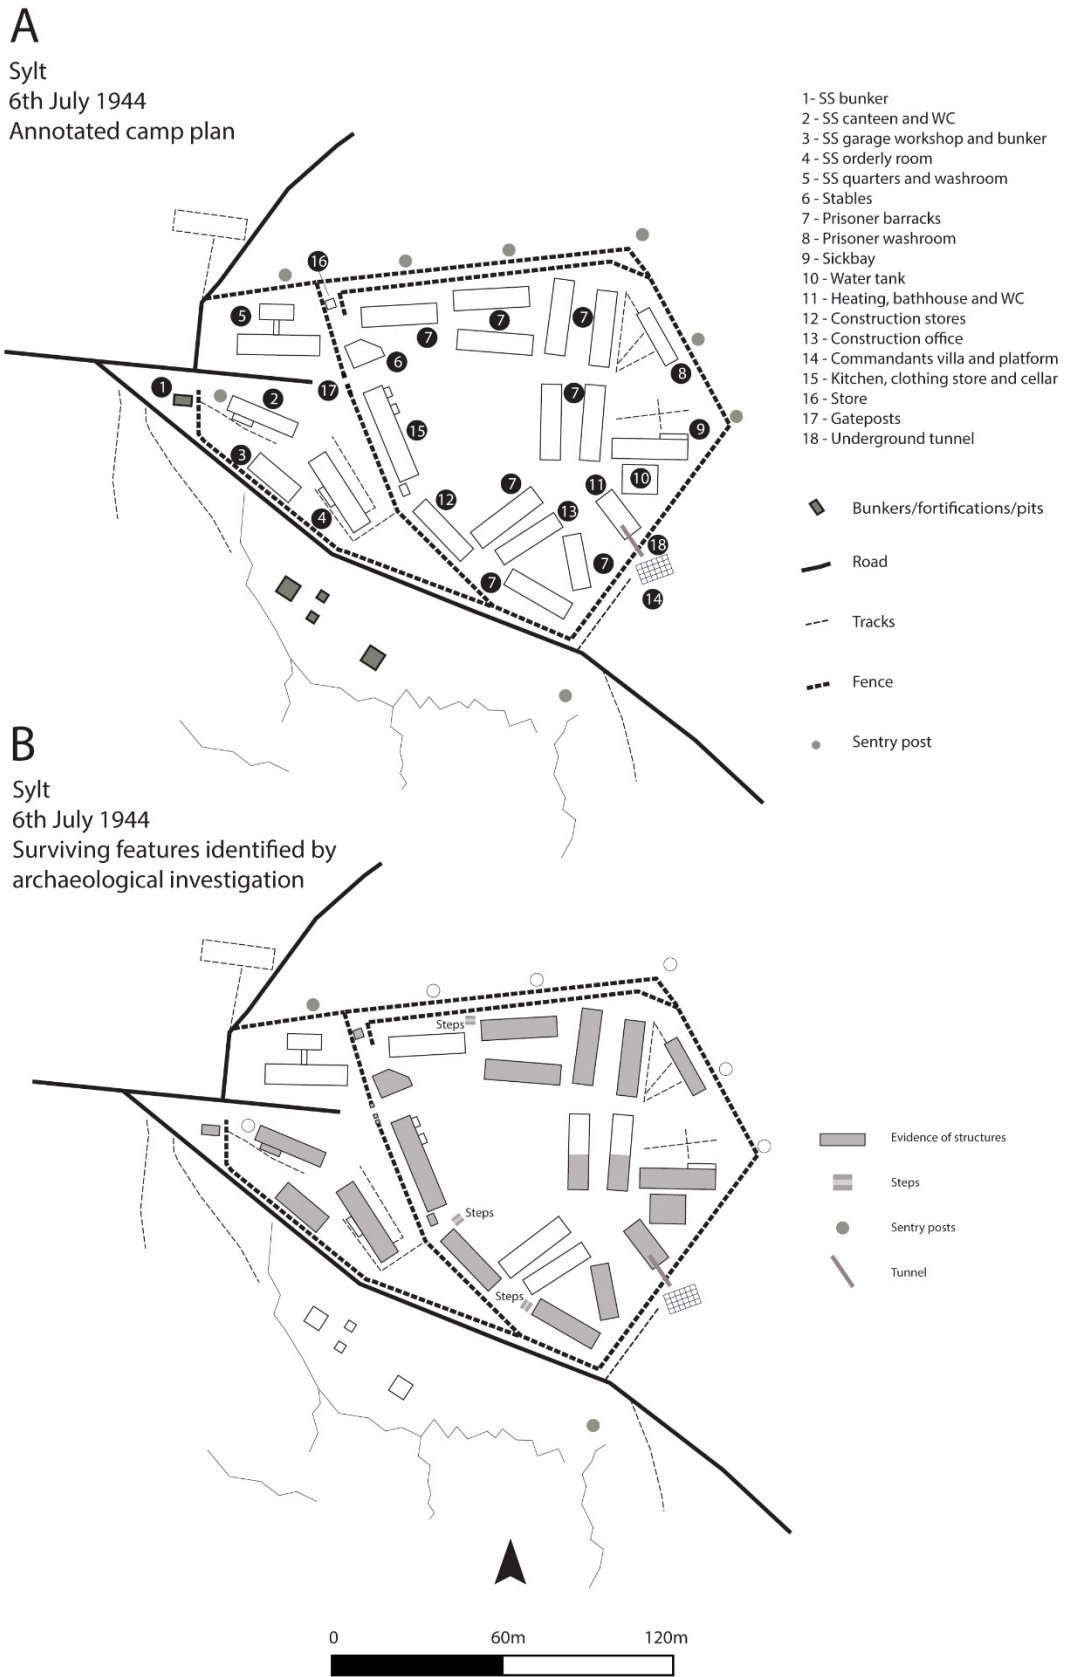 A
Sylt
6th July 1944
Annotated camp plan
1- SS bunker
2 - SS canteen and WC
3 - SS garage workshop and bunker
4 - SS orderly room
5 - SS quarters and washroom
6 - Stables
7 - Prisoner barracks
8 - Prisoner washroom
9 - Sickbay
10 - Water tank
11 - Heating, bathhouse and WC
12 - Construction stores
13 - Construction office
14 - Commandants villa and platform
15 - Kitchen, clothing store and cellar
16 - Store
17 - Gateposts
18 - Underground tunnel
16
5
7
7
7
6
8
1
17
2
7
15
9
3
10
7
11
12
4
13
18
7
7
14
Bunkers/fortifications/pits
Road
Tracks
Fence
Sentry post
B
Sylt
6th July 1944
Surviving features identified by
archaeological investigation
Steps
Steps
Steps
Evidence of structures
Steps
Sentry posts
Tunnel
0 60m 120m